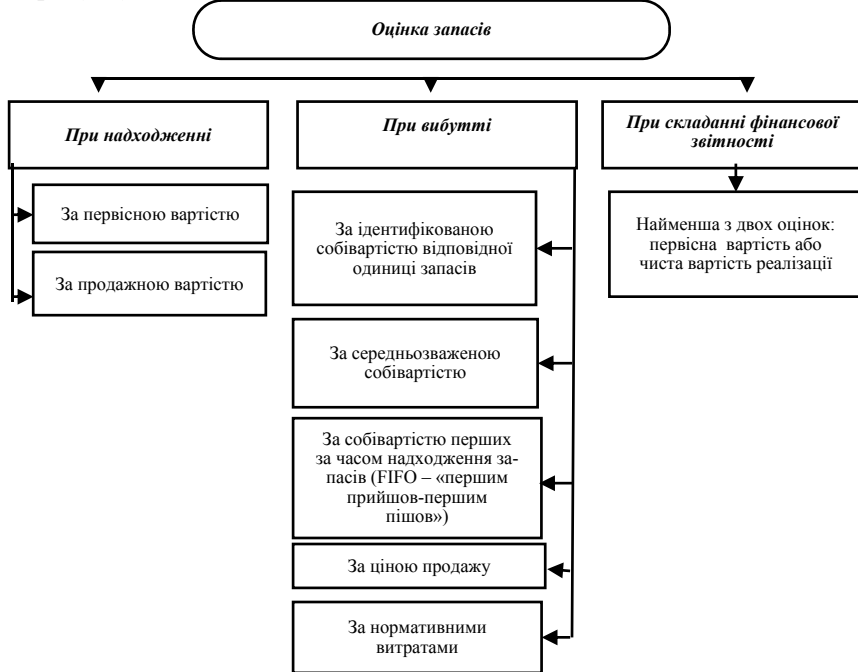 Оцінка запасів
При надходженні
За первісною вартістю
За продажною вартістю
При вибутті
За ідентифікованою
собівартістю відповідної
одиниці запасів
За середньозваженою
собівартістю
За собівартістю перших
за часом надходження за-
пасів (FIFO – «першим
прийшов-першим
пішов»)
За ціною продажу
За нормативними
витратами
При складанні фінансової
звітності
Найменша з двох оцінок:
первісна вартість або
чиста вартість реалізації